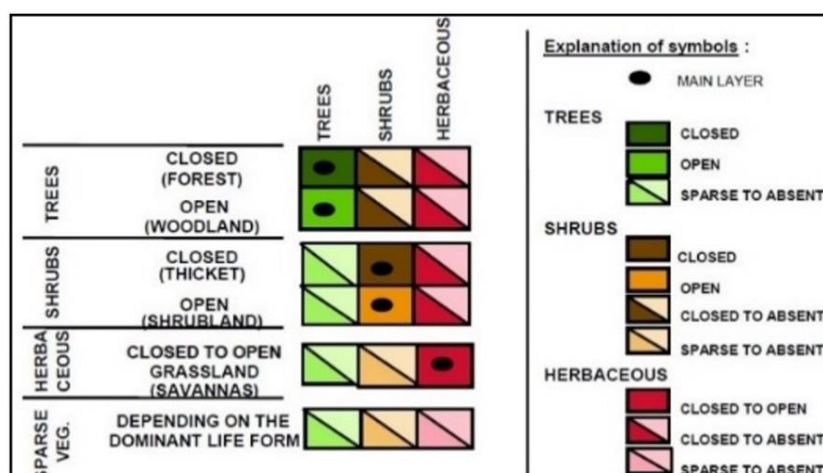 TREES
SHRUBS
HERBACEOUS
TREES
CLOSED
(FOREST)
OPEN
(WOODLAND)
SHRUBS
CLOSED
(THICKET)
OPEN
(SHRUBLAND)
HERBA
CEOUS
CLOSED TO OPEN
GRASSLAND
(SAVANNAS)
SPARSE
VEG.
DEPENDING ON THE
DOMINANT LIFE FORM
Explanation of symbols :
MAIN LAYER
TREES
CLOSED
OPEN
SPARSE TO ABSENT
SHRUBS
CLOSED
OPEN
CLOSED TO ABSENT
SPARSE TO ABSENT
HERBACEOUS
CLOSED TO OPEN
CLOSED TO ABSENT
SPARSE TO ABSENT